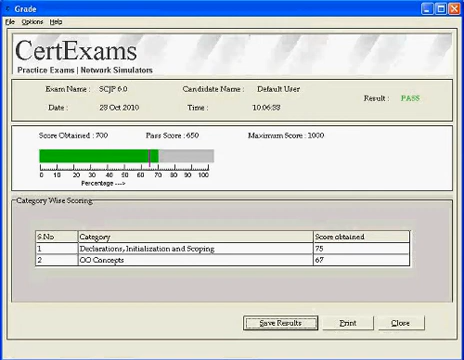 Grade
File Options Help
CertExams
Practice Exams | Network Simulators
Exam Name : SCJP 6.0 Candidate Name : Default User
Result : PASS
Date : 28 Oct 2010 Time : 10:06:33
Score Obtained : 700 Pass Score : 650 Maximum Score : 1000
0 10 20 30 40 50 60 70 80 90 100
Percentage --->
Category Wise Scoring
S.No Category Score obtained
1 Declarations, Initialization and Scoping 75
2 OO Concepts 67
Save Results Print Close